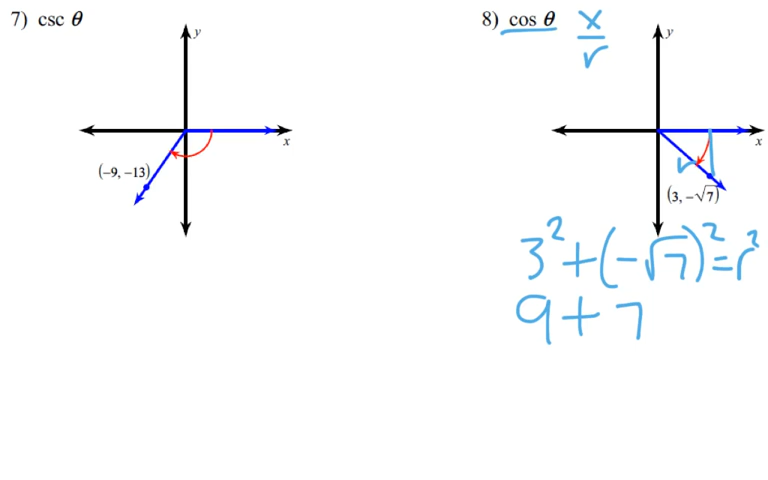 7) csc θ
y
x
(−9, −13)
8) cos θ
x/r
y
x
r
(3, −√7)
3² + (−√7)² = r²
9 + 7